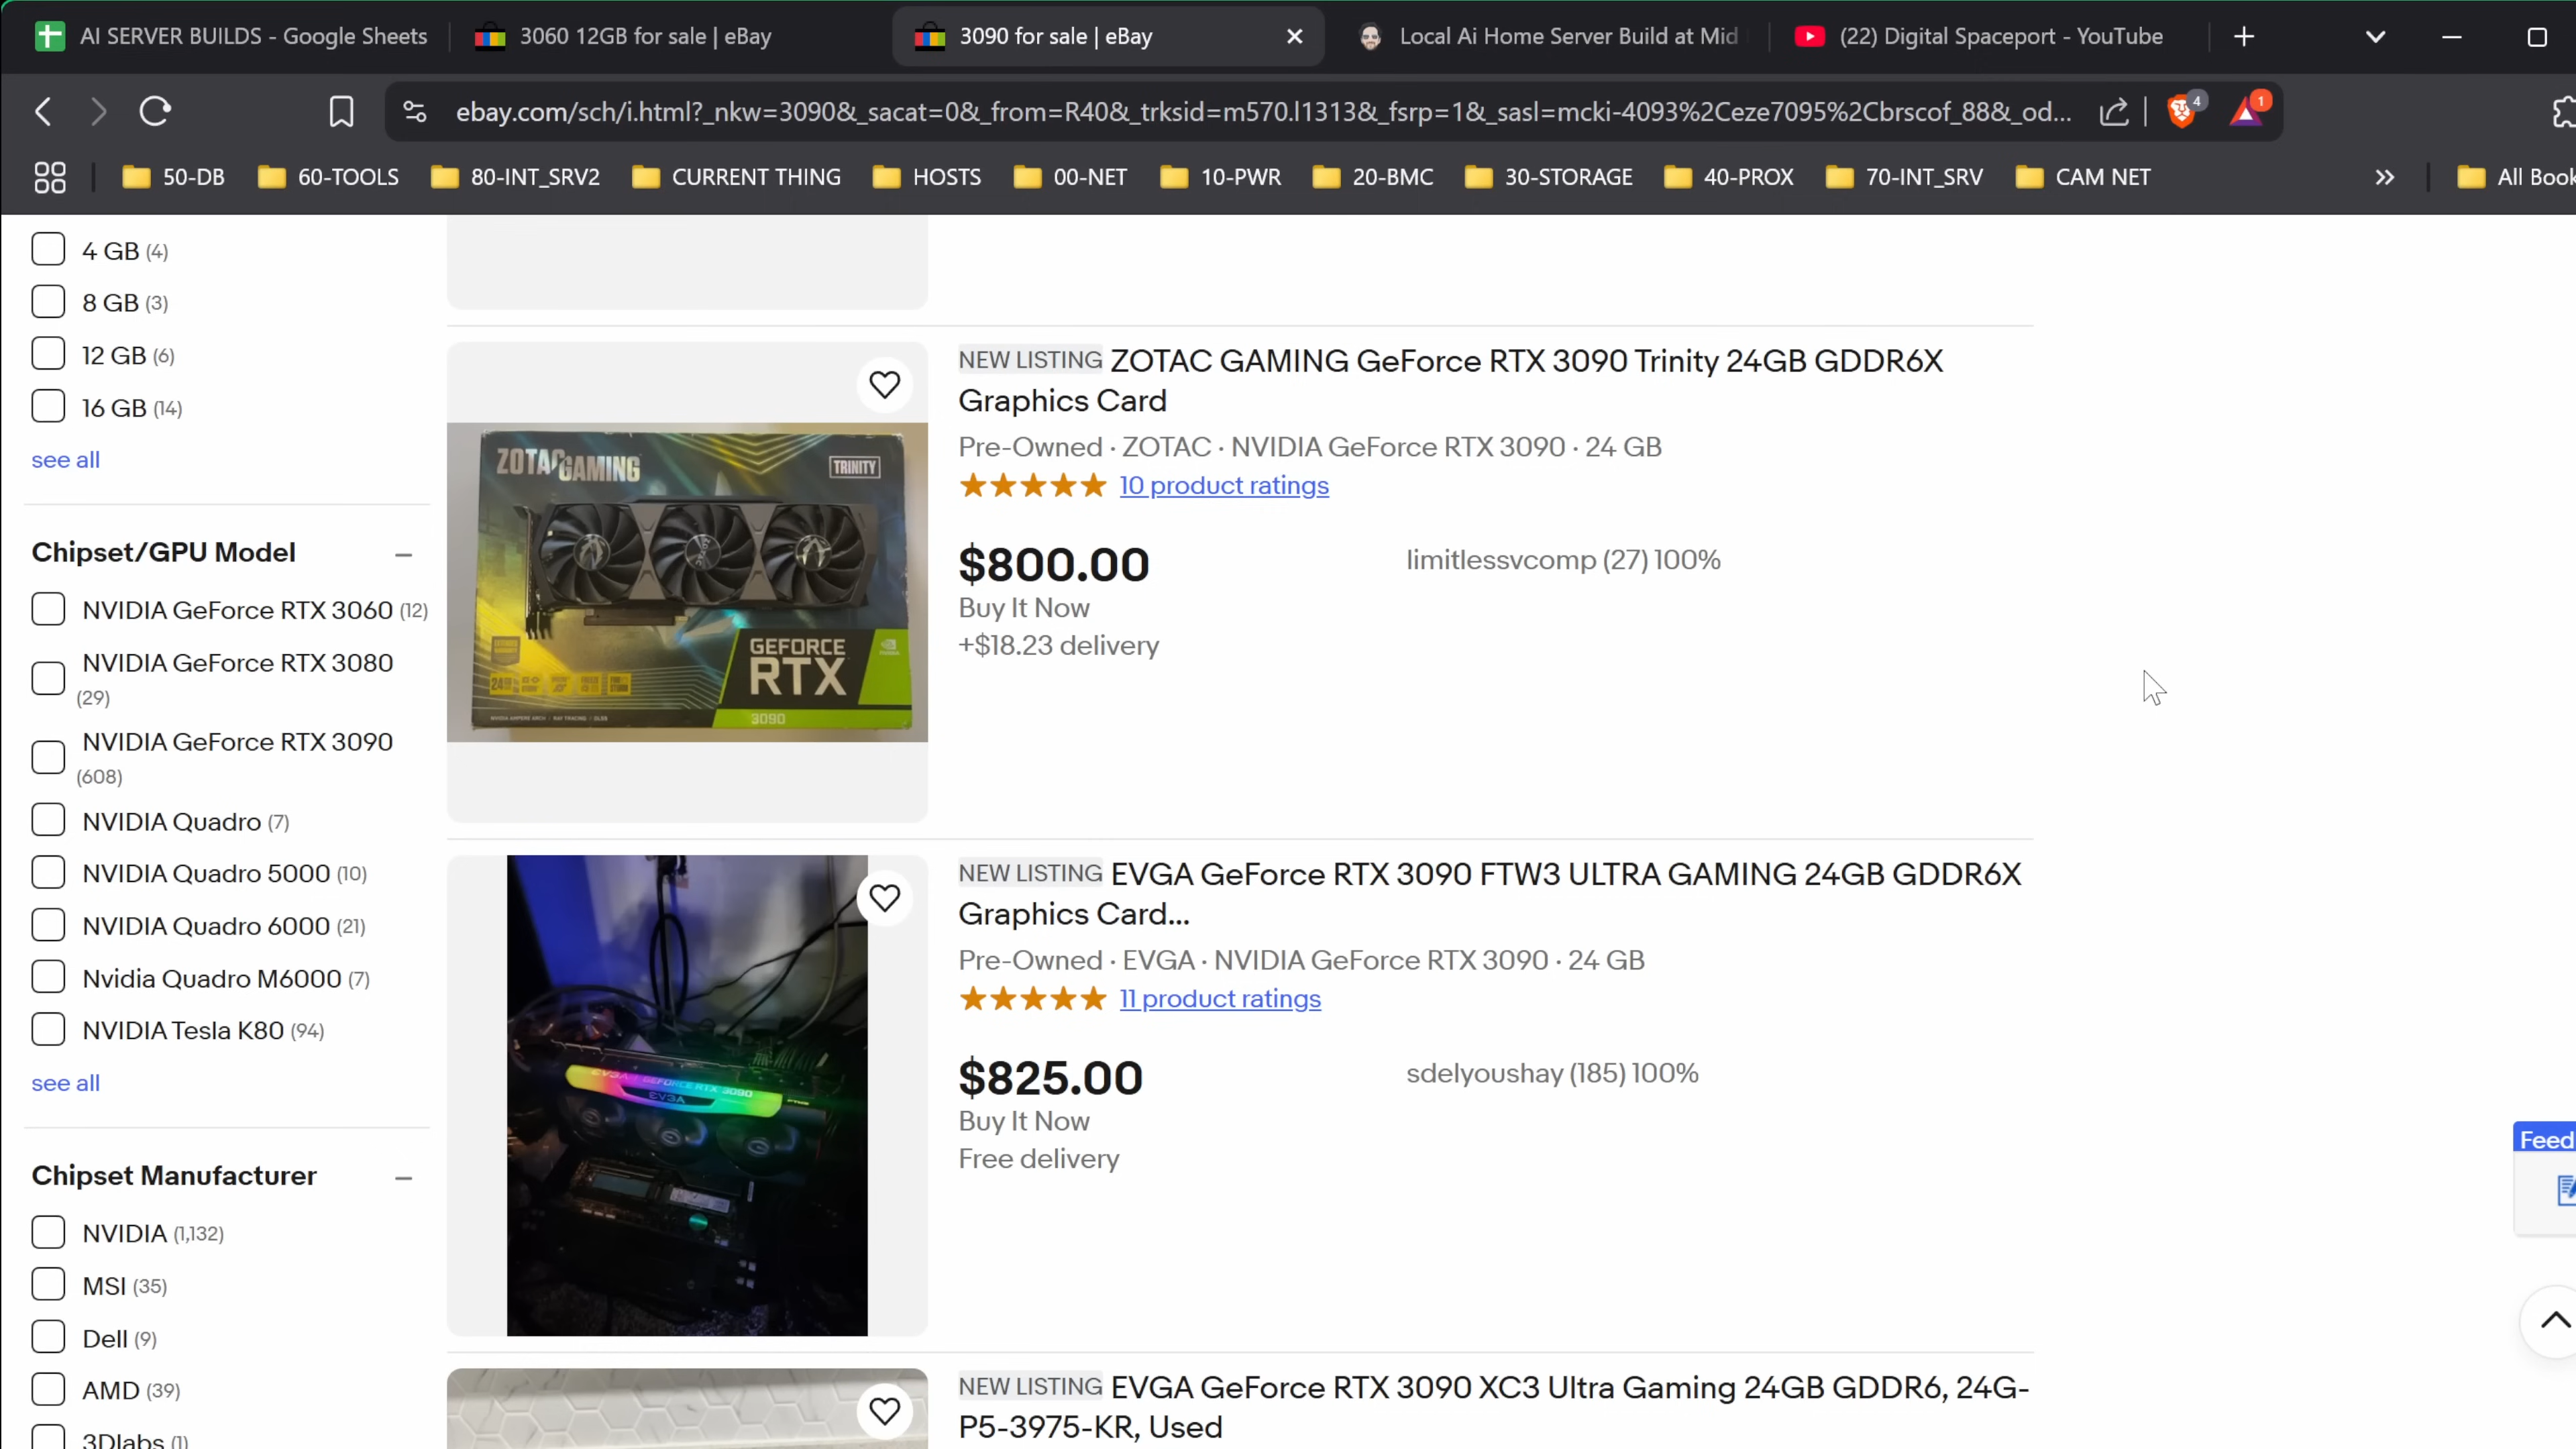 AI SERVER BUILDS - Google Sheets
3060 12GB for sale | eBay
3090 for sale | eBay
Local Ai Home Server Build at Mid
(22) Digital Spaceport - YouTube
ebay.com/sch/i.html?_nkw=3090&_sacat=0&_from=R40&_trksid=m570.l1313&_fsrp=1&_sasl=mcki-4093%2Ceze7095%2Cbrscof_88&_od...
4
1
50-DB
60-TOOLS
80-INT_SRV2
CURRENT THING
HOSTS
00-NET
10-PWR
20-BMC
30-STORAGE
40-PROX
70-INT_SRV
CAM NET
All Book
4 GB (4)
8 GB (3)
12 GB (6)
16 GB (14)
see all
Chipset/GPU Model
NVIDIA GeForce RTX 3060 (12)
NVIDIA GeForce RTX 3080
(29)
NVIDIA GeForce RTX 3090
(608)
NVIDIA Quadro (7)
NVIDIA Quadro 5000 (10)
NVIDIA Quadro 6000 (21)
Nvidia Quadro M6000 (7)
NVIDIA Tesla K80 (94)
see all
Chipset Manufacturer
NVIDIA (1,132)
MSI (35)
Dell (9)
AMD (39)
3Dlabs (1)
ZOTAC GAMING
TRINITY
GEFORCE
RTX
3090
NEW LISTING ZOTAC GAMING GeForce RTX 3090 Trinity 24GB GDDR6X
Graphics Card
Pre-Owned · ZOTAC · NVIDIA GeForce RTX 3090 · 24 GB
10 product ratings
$800.00
limitlessvcomp (27) 100%
Buy It Now
+$18.23 delivery
EVGA GEFORCE RTX 3090
EVGA
NEW LISTING EVGA GeForce RTX 3090 FTW3 ULTRA GAMING 24GB GDDR6X
Graphics Card...
Pre-Owned · EVGA · NVIDIA GeForce RTX 3090 · 24 GB
11 product ratings
$825.00
sdelyoushay (185) 100%
Buy It Now
Free delivery
Feed
NEW LISTING EVGA GeForce RTX 3090 XC3 Ultra Gaming 24GB GDDR6, 24G-
P5-3975-KR, Used